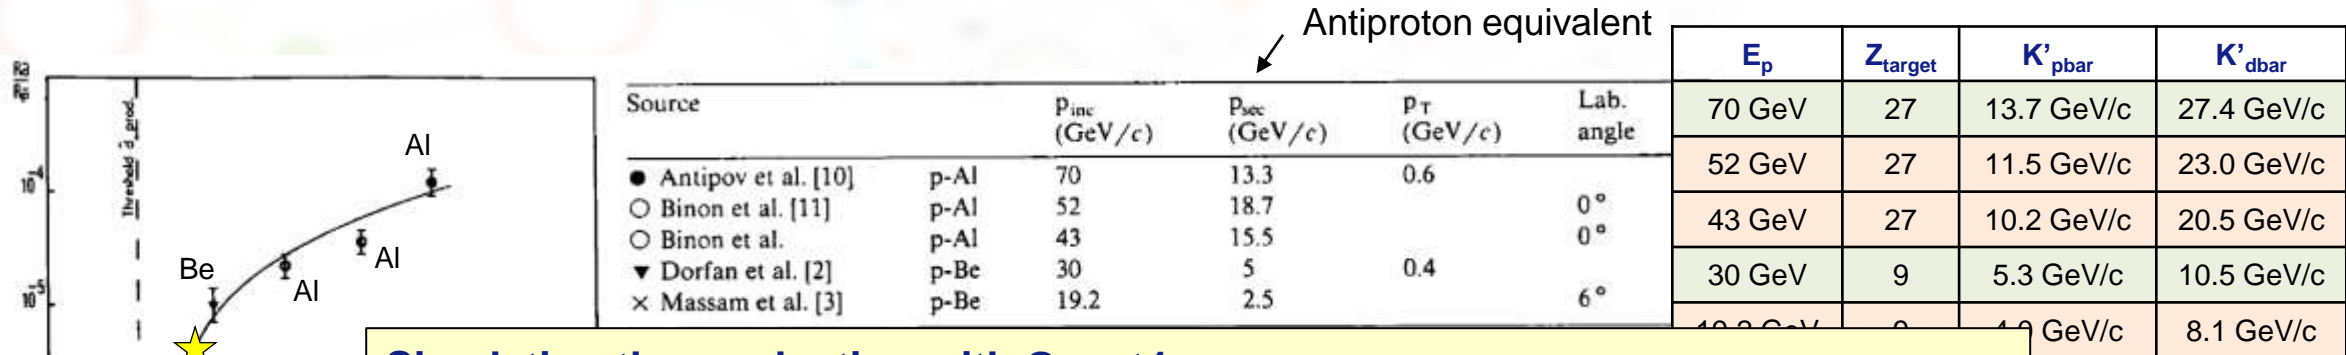 Antiproton equivalent
Threshold d̄ prod.
10⁻⁴
10⁻⁵
Al
Be
Al
Al
Source p_inc (GeV/c) p_sec (GeV/c) p_T (GeV/c) Lab. angle
● Antipov et al. [10] p-Al 70 13.3 0.6
○ Binon et al. [11] p-Al 52 18.7 0°
○ Binon et al. p-Al 43 15.5 0°
▼ Dorfan et al. [2] p-Be 30 5 0.4
× Massam et al. [3] p-Be 19.2 2.5 6°
E_p Z_target K'_pbar K'_dbar
70 GeV 27 13.7 GeV/c 27.4 GeV/c
52 GeV 27 11.5 GeV/c 23.0 GeV/c
43 GeV 27 10.2 GeV/c 20.5 GeV/c
30 GeV 9 5.3 GeV/c 10.5 GeV/c
GeV/c 8.1 GeV/c